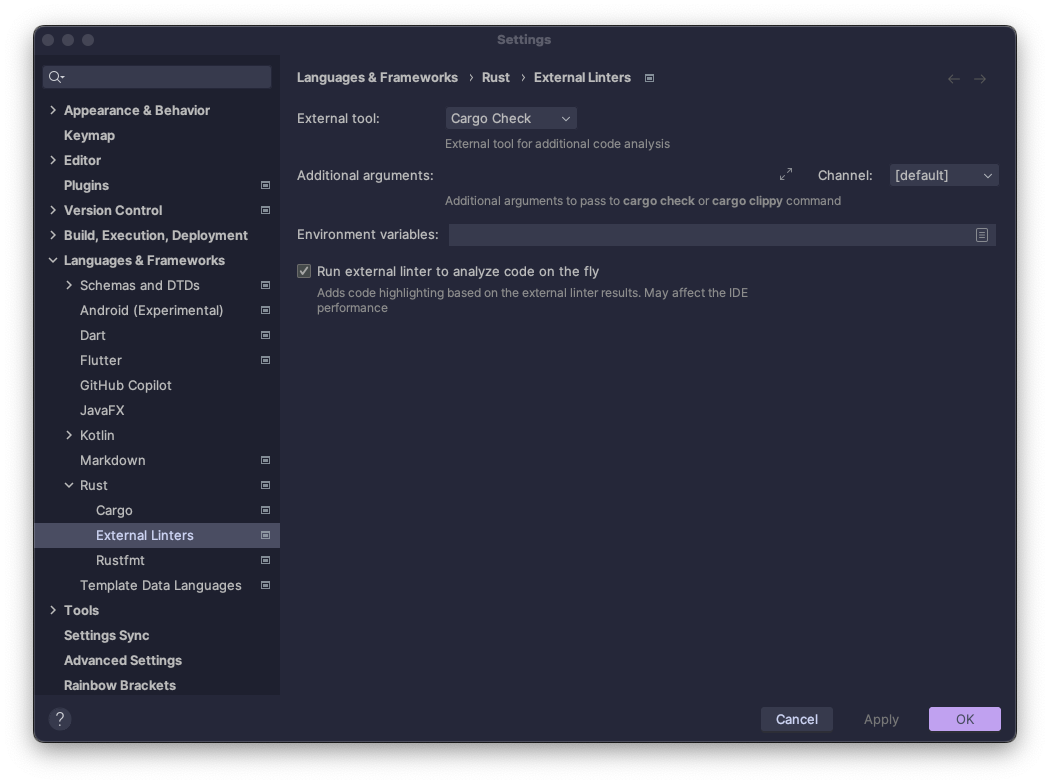 Settings
Appearance & Behavior
Keymap
Editor
Plugins
Version Control
Build, Execution, Deployment
Languages & Frameworks
Schemas and DTDs
Android (Experimental)
Dart
Flutter
GitHub Copilot
JavaFX
Kotlin
Markdown
Rust
Cargo
External Linters
Rustfmt
Template Data Languages
Tools
Settings Sync
Advanced Settings
Rainbow Brackets
Languages & Frameworks › Rust › External Linters
External tool: Cargo Check
External tool for additional code analysis
Additional arguments: Channel: [default]
Additional arguments to pass to cargo check or cargo clippy command
Environment variables:
Run external linter to analyze code on the fly
Adds code highlighting based on the external linter results. May affect the IDE
performance
? Cancel Apply OK